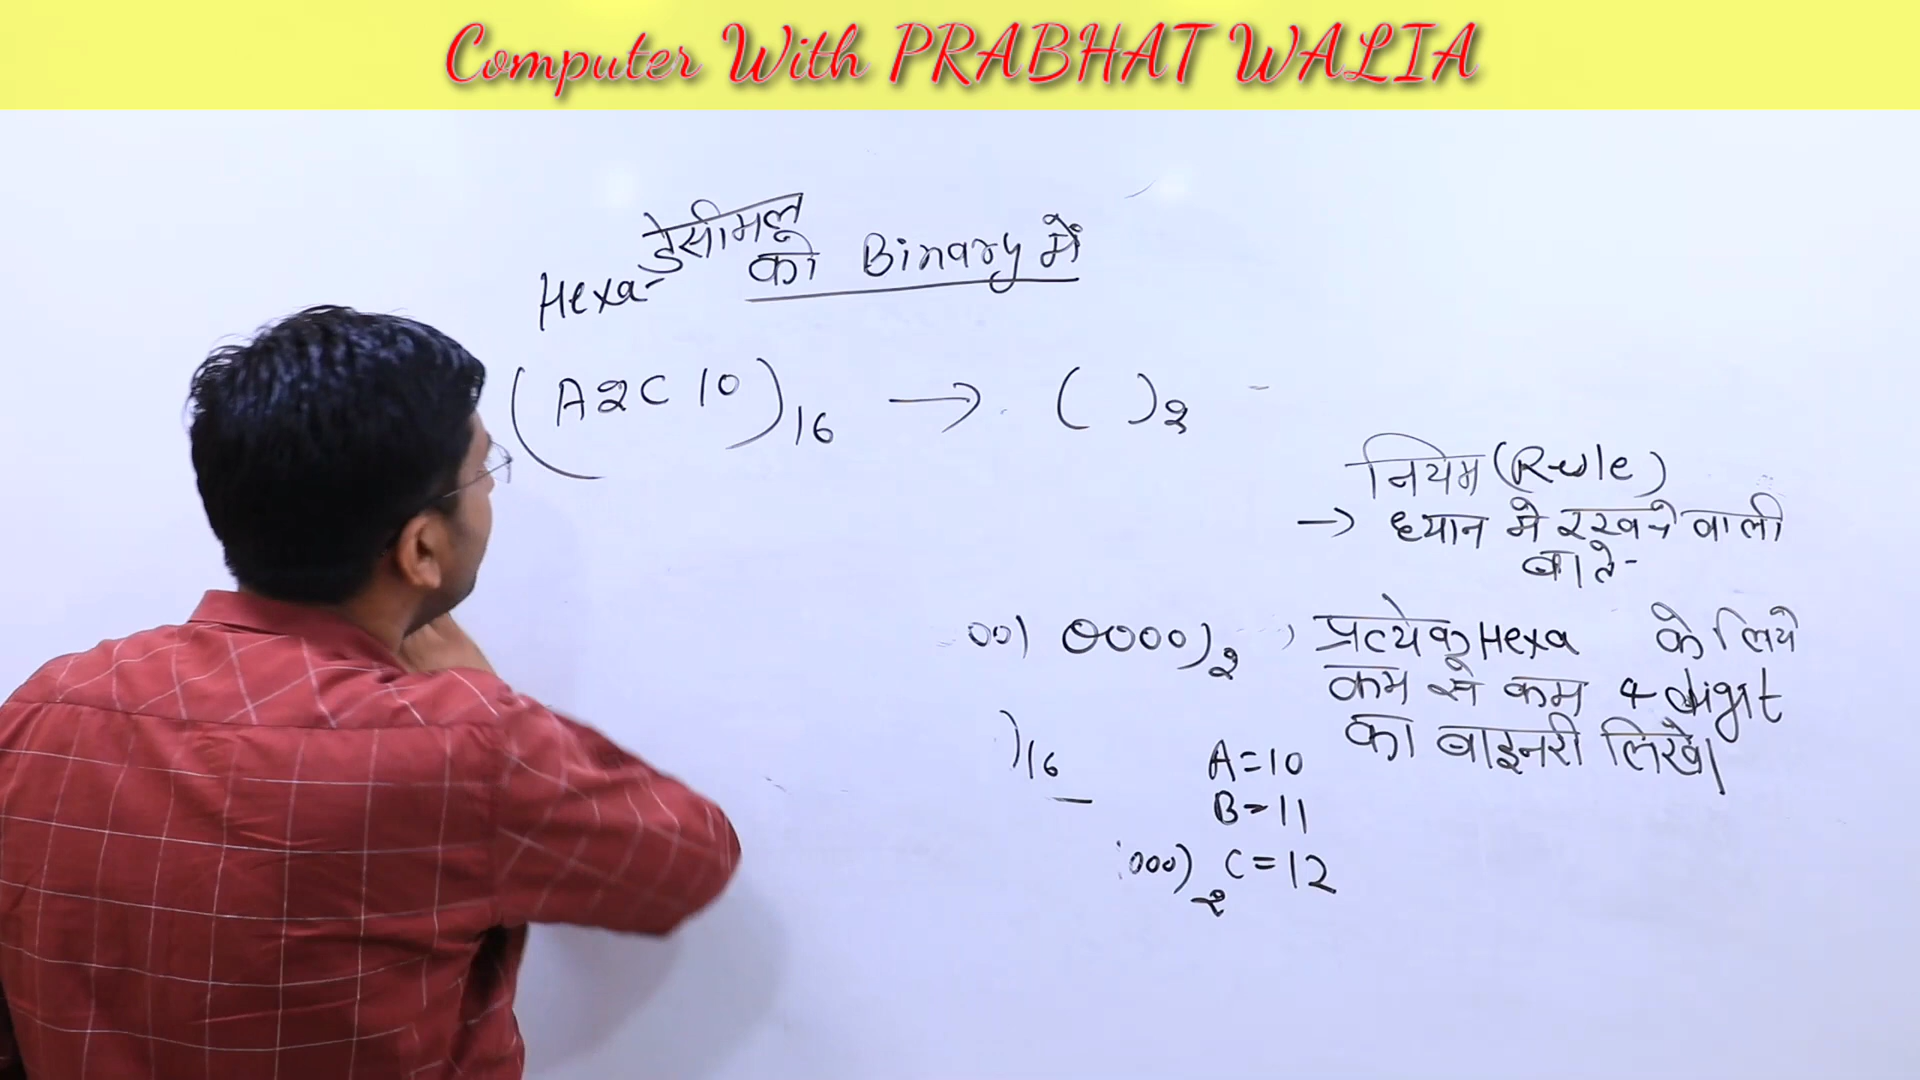 Computer With PRABHAT WALIA
Hexa-डेसीमल को Binary में
(A2C10)16 → ( )2
नियम (Rule)
→ ध्यान मे रखने वाली
बाते-
001 0000)2
प्रत्येक Hexa के लिये
कम से कम 4 digit
का बाइनरी लिखे।
)16
A=10
B=11
000)2
C=12